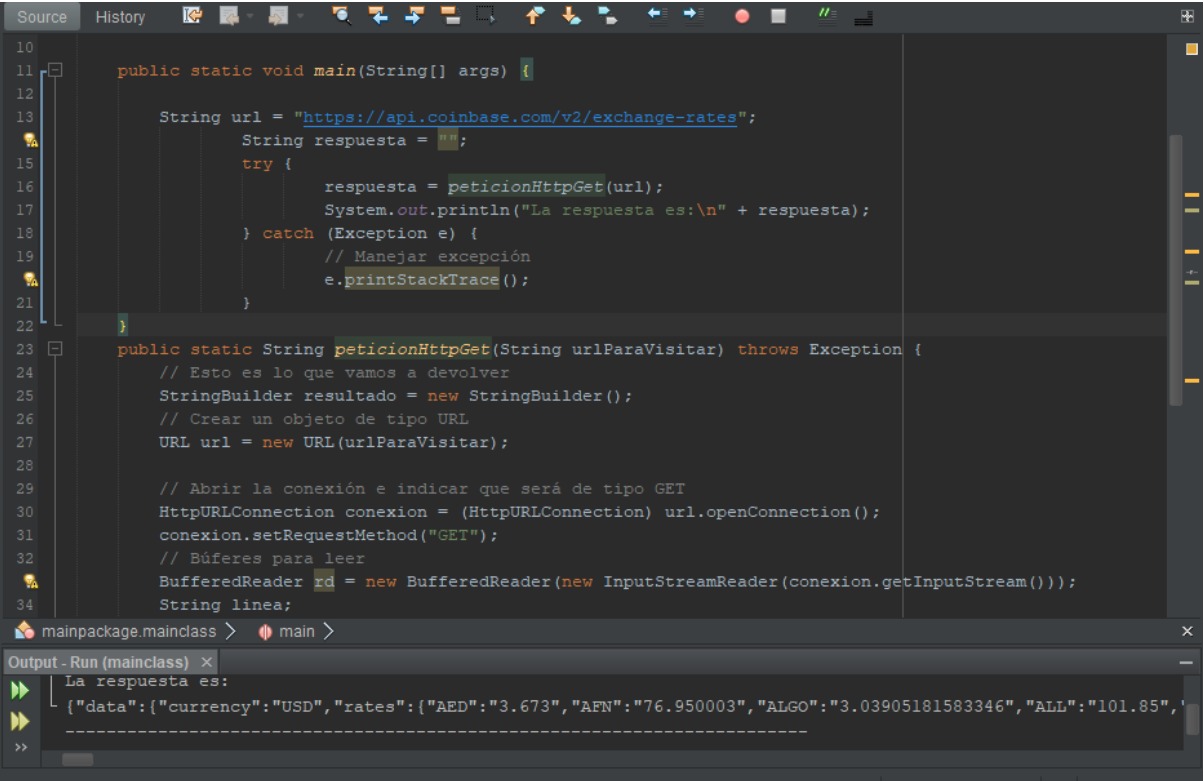 Source History
10
11 public static void main(String[] args) {
12
13 String url = "https://api.coinbase.com/v2/exchange-rates";
String respuesta = "";
15 try {
16 respuesta = peticionHttpGet(url);
17 System.out.println("La respuesta es:\n" + respuesta);
18 } catch (Exception e) {
19 // Manejar excepción
e.printStackTrace();
21 }
22 }
23 public static String peticionHttpGet(String urlParaVisitar) throws Exception {
24 // Esto es lo que vamos a devolver
25 StringBuilder resultado = new StringBuilder();
26 // Crear un objeto de tipo URL
27 URL url = new URL(urlParaVisitar);
28
29 // Abrir la conexión e indicar que será de tipo GET
30 HttpURLConnection conexion = (HttpURLConnection) url.openConnection();
31 conexion.setRequestMethod("GET");
32 // Búferes para leer
BufferedReader rd = new BufferedReader(new InputStreamReader(conexion.getInputStream()));
34 String linea;
mainpackage.mainclass > main >
Output - Run (mainclass) ×
La respuesta es:
{"data":{"currency":"USD","rates":{"AED":"3.673","AFN":"76.950003","ALGO":"3.03905181583346","ALL":"101.85",
------------------------------------------------------------------------